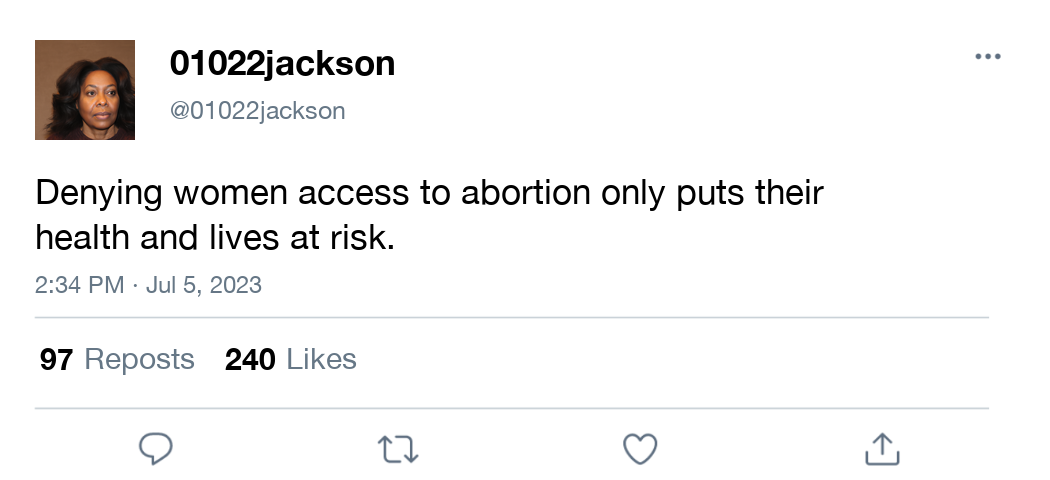 01022jackson
@01022jackson
Denying women access to abortion only puts their
health and lives at risk.
2:34 PM · Jul 5, 2023
97 Reposts 240 Likes